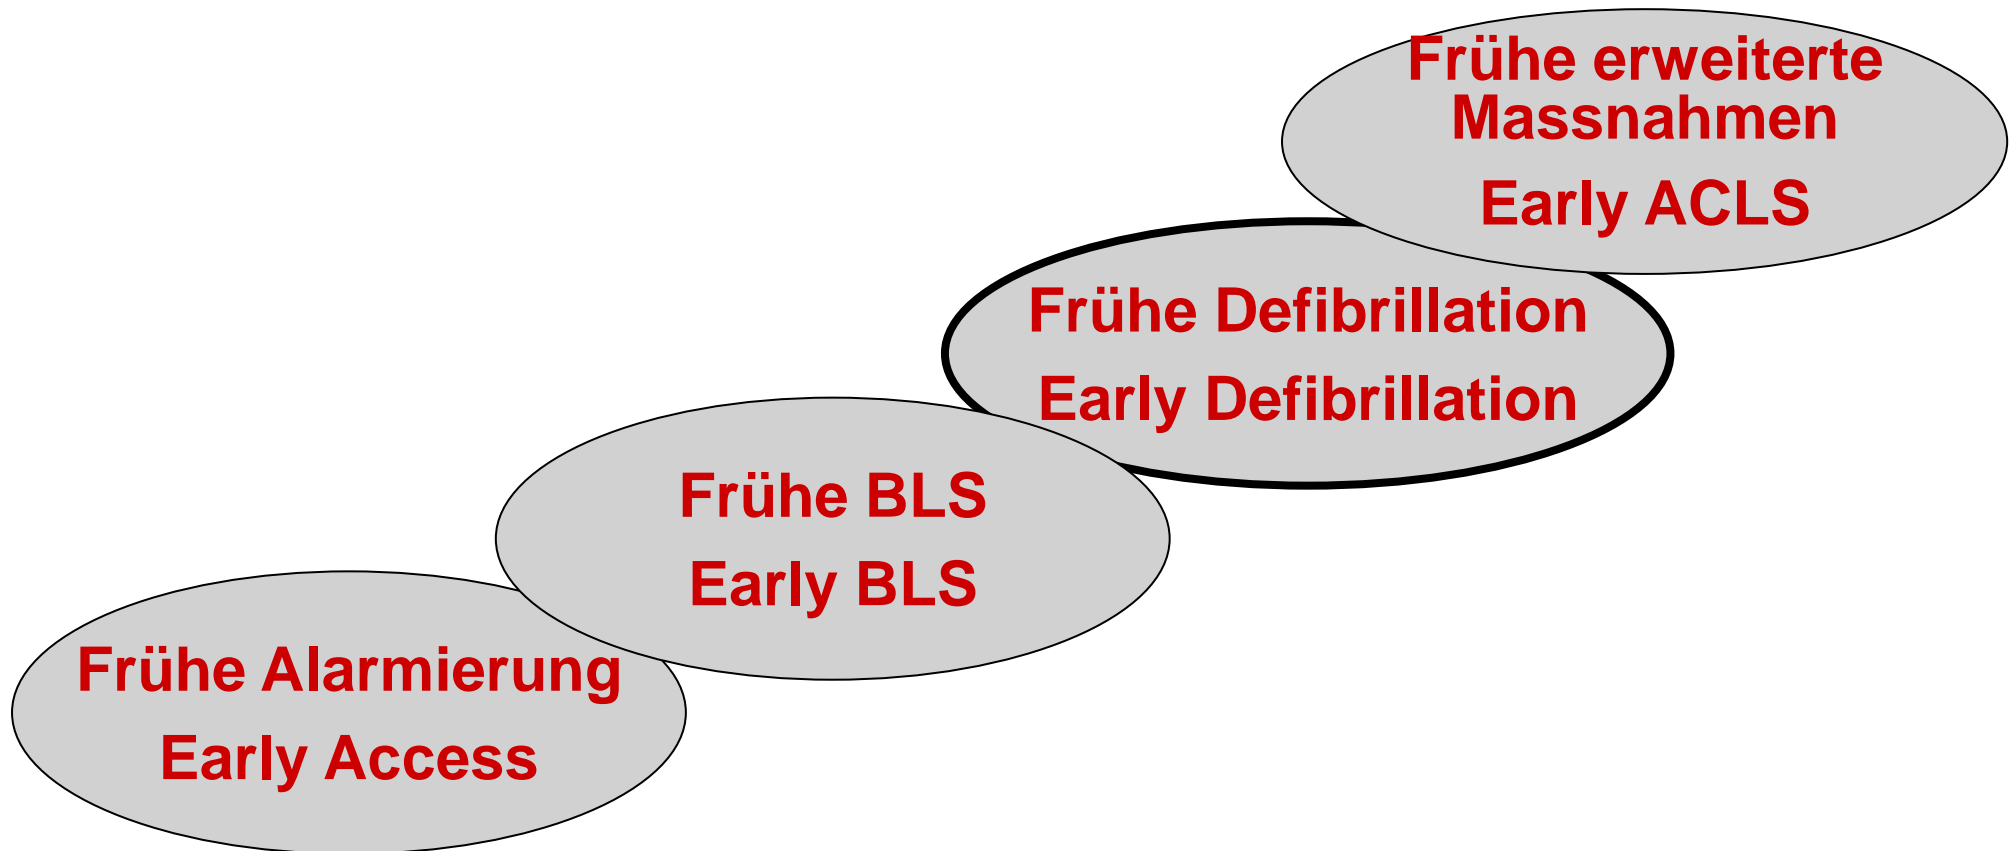 Frühe erweiterte
Massnahmen
Early ACLS
Frühe Defibrillation
Early Defibrillation
Frühe BLS
Early BLS
Frühe Alarmierung
Early Access